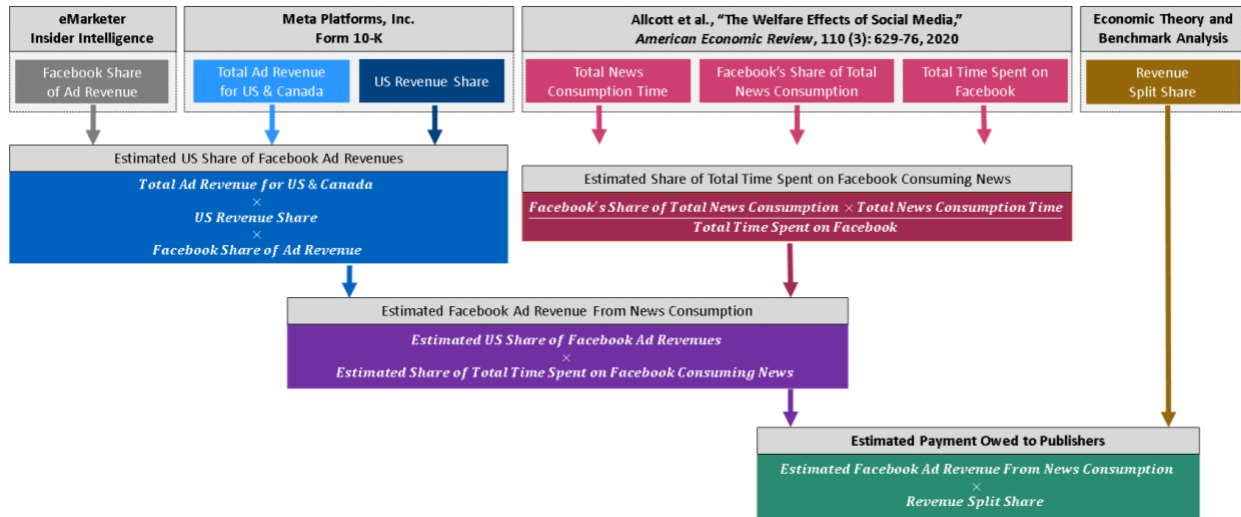 eMarketer
Insider Intelligence
Facebook Share
of Ad Revenue
Meta Platforms, Inc.
Form 10-K
Total Ad Revenue
for US & Canada
US Revenue Share
Allcott et al., “The Welfare Effects of Social Media,”
American Economic Review, 110 (3): 629-76, 2020
Total News
Consumption Time
Facebook's Share of Total
News Consumption
Total Time Spent on
Facebook
Economic Theory and
Benchmark Analysis
Revenue
Split Share
Estimated US Share of Facebook Ad Revenues
Total Ad Revenue for US & Canada
×
US Revenue Share
×
Facebook Share of Ad Revenue
Estimated Share of Total Time Spent on Facebook Consuming News
Facebook's Share of Total News Consumption × Total News Consumption Time
Total Time Spent on Facebook
Estimated Facebook Ad Revenue From News Consumption
Estimated US Share of Facebook Ad Revenues
×
Estimated Share of Total Time Spent on Facebook Consuming News
Estimated Payment Owed to Publishers
Estimated Facebook Ad Revenue From News Consumption
×
Revenue Split Share